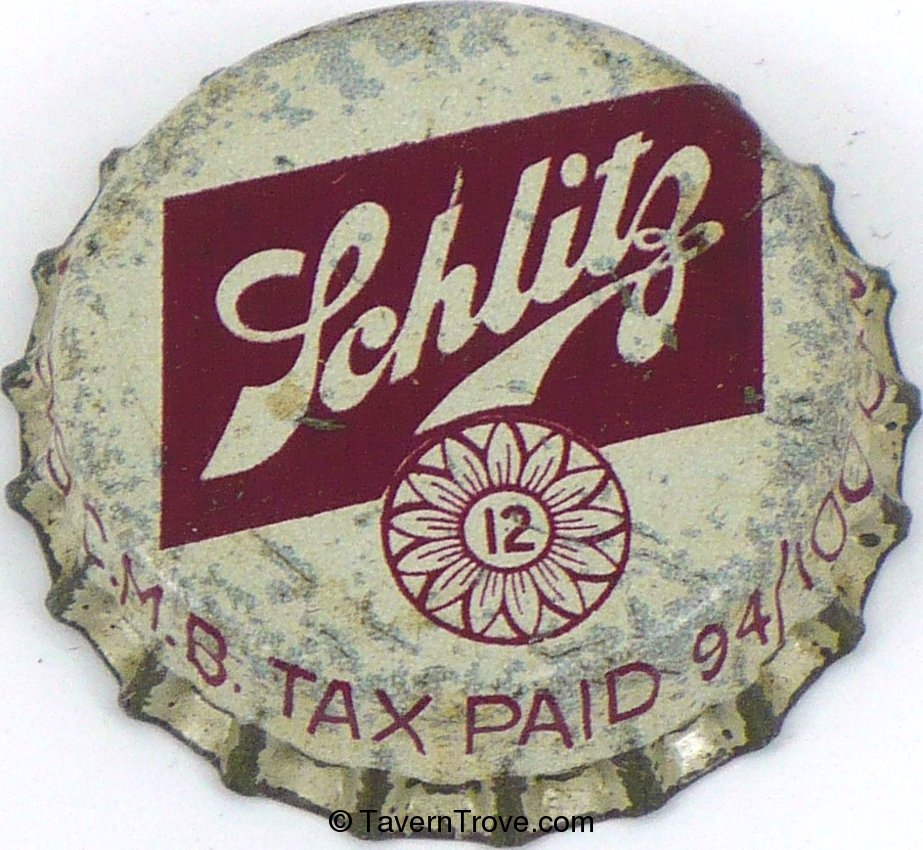 Schlitz
12
T.M.B. TAX PAID 94/100
© TavernTrove.com